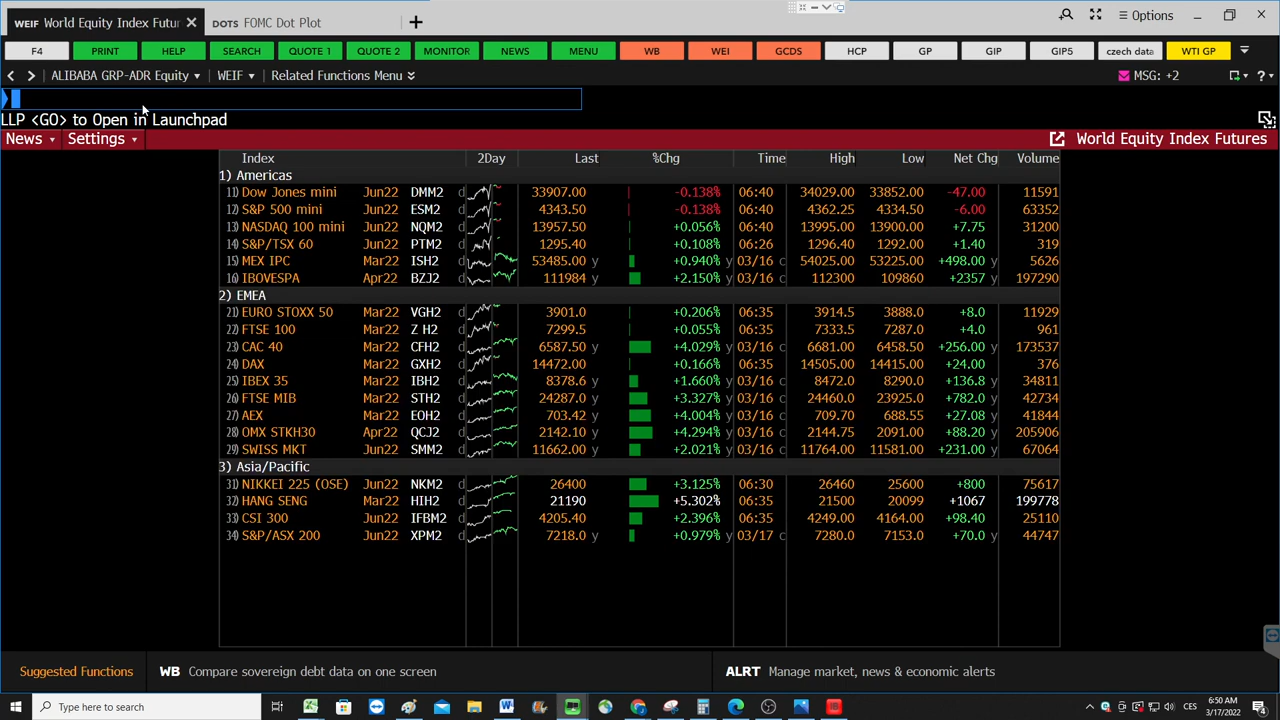 WEIF World Equity Index Futur × DOTS FOMC Dot Plot +
Options
F4 PRINT HELP SEARCH QUOTE 1 QUOTE 2 MONITOR NEWS MENU WB WEI GCDS HCP GP GIP GIP5 czech data WTI GP
ALIBABA GRP-ADR Equity WEIF Related Functions Menu MSG: +2 ?
LLP <GO> to Open in Launchpad
News Settings World Equity Index Futures
Index 2Day Last %Chg Time High Low Net Chg Volume
1) Americas
11) Dow Jones mini Jun22 DMM2 d 33907.00 -0.138% 06:40 34029.00 33852.00 -47.00 11591
12) S&P 500 mini Jun22 ESM2 d 4343.50 -0.138% 06:40 4362.25 4334.50 -6.00 63352
13) NASDAQ 100 mini Jun22 NQM2 d 13957.50 +0.056% 06:40 13995.00 13900.00 +7.75 31200
14) S&P/TSX 60 Jun22 PTM2 d 1295.40 +0.108% 06:26 1296.40 1292.00 +1.40 319
15) MEX IPC Jun22 ISH2 d 53485.00 y +0.940% y 03/16 c 54025.00 53225.00 +498.00 y 5626
16) IBOVESPA Apr22 BZJ2 d 111984 y +2.150% y 03/16 c 112300 109860 +2357 y 197290
2) EMEA
21) EURO STOXX 50 Mar22 VGH2 d 3901.0 +0.206% 06:35 3914.5 3888.0 +8.0 11929
22) FTSE 100 Mar22 Z H2 d 7299.5 +0.055% 06:35 7333.5 7287.0 +4.0 961
23) CAC 40 Mar22 CFH2 d 6587.50 y +4.029% y 03/16 c 6681.00 6458.50 +256.00 y 173537
24) DAX Mar22 GXH2 d 14472.00 +0.166% 06:35 14505.00 14415.00 +24.00 376
25) IBEX 35 Mar22 IBH2 d 8378.6 y +1.660% y 03/16 c 8472.0 8290.0 +136.8 y 34811
26) FTSE MIB Mar22 STH2 d 24287.0 y +3.327% y 03/16 c 24460.0 23925.0 +782.0 y 42734
27) AEX Mar22 EOH2 d 703.42 y +4.004% y 03/16 c 709.70 688.55 +27.08 y 41844
28) OMX STKH30 Apr22 QCJ2 d 2142.10 y +4.294% y 03/16 c 2144.75 2091.00 +88.20 y 205906
29) SWISS MKT Jun22 SMM2 d 11662.00 y +2.021% y 03/16 c 11764.00 11581.00 +231.00 y 67064
3) Asia/Pacific
31) NIKKEI 225 (OSE) Jun22 NKM2 d 26400 +3.125% 06:30 26460 25600 +800 75617
32) HANG SENG Mar22 HIH2 d 21190 +5.302% 06:35 21500 20099 +1067 199778
33) CSI 300 Jun22 IFBM2 d 4205.40 +2.396% 06:35 4249.00 4164.00 +98.40 25110
34) S&P/ASX 200 Jun22 XPM2 d 7218.0 y +0.979% y 03/17 c 7280.0 7153.0 +70.0 y 44747
Suggested Functions WB Compare sovereign debt data on one screen ALRT Manage market, news & economic alerts
Type here to search CES 6:50 AM
3/17/2022